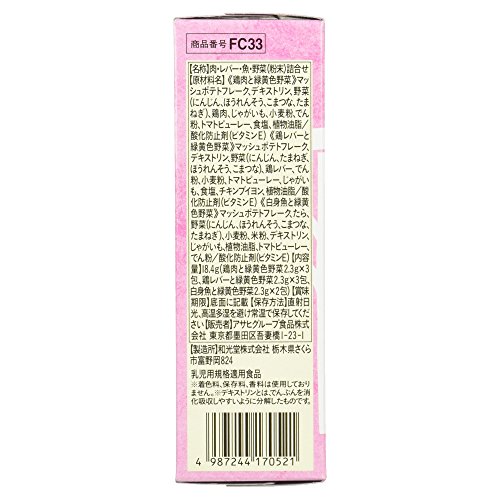 商品番号 FC33
【名称】肉・レバー・魚・野菜(粉末)詰合せ
【原材料名】《鶏肉と緑黄色野菜》マッ
シュポテトフレーク、デキストリン、野菜
(にんじん、ほうれんそう、こまつな、たま
ねぎ)、鶏肉、じゃがいも、小麦粉、でん
粉、トマトピューレー、食塩、植物油脂/
酸化防止剤(ビタミンE)《鶏レバーと
緑黄色野菜》マッシュポテトフレーク、
デキストリン、野菜(にんじん、たまねぎ、
ほうれんそう、こまつな)、鶏レバー、でん
粉、小麦粉、トマトピューレー、じゃがい
も、食塩、チキンブイヨン、植物油脂/酸
化防止剤(ビタミンE)《白身魚と緑黄
色野菜》マッシュポテトフレーク、たら、
野菜(にんじん、ほうれんそう、こまつな、
たまねぎ)、小麦粉、米粉、デキストリン、
じゃがいも、植物油脂、トマトピューレー、
でん粉/酸化防止剤(ビタミンE)【内容
量】18.4g(鶏肉と緑黄色野菜2.3g×3
包、鶏レバーと緑黄色野菜2.3g×3包、
白身魚と緑黄色野菜2.3g×2包)【賞味
期限】底面に記載【保存方法】直射日
光、高温多湿を避け常温で保存してくださ
い【販売者】アサヒグループ食品株式会
社 東京都墨田区吾妻橋1-23-1
【製造所】和光堂株式会社 栃木県さくら
市富野岡824
乳児用規格適用食品
※着色料、保存料、香料は使用しており
ません。※デキストリンとは、でんぷんを消
化吸収しやすいように分解したものです。
4 987244 170521